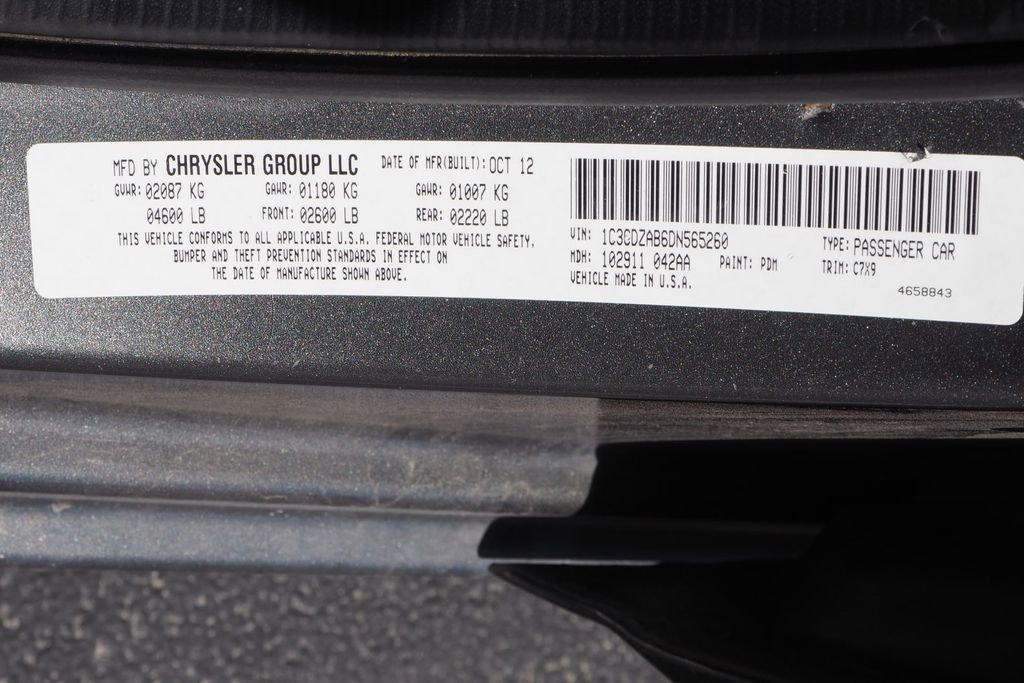 MFD BY CHRYSLER GROUP LLC DATE OF MFR(BUILT): OCT 12
GVWR: 02087 KG GAWR: 01180 KG GAWR: 01007 KG
04600 LB FRONT: 02600 LB REAR: 02220 LB
THIS VEHICLE CONFORMS TO ALL APPLICABLE U.S.A. FEDERAL MOTOR VEHICLE SAFETY,
BUMPER AND THEFT PREVENTION STANDARDS IN EFFECT ON
THE DATE OF MANUFACTURE SHOWN ABOVE.
VIN: 1C3CDZAB6DN565260 TYPE: PASSENGER CAR
MDH: 102911 042AA PAINT: PDM TRIM: C7X9
VEHICLE MADE IN U.S.A.
4658843